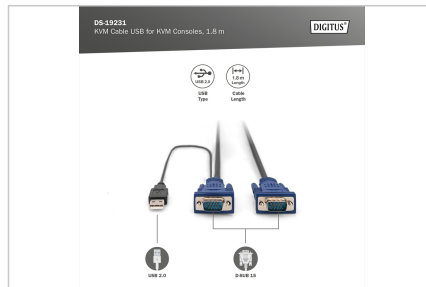 DS-19231
KVM Cable USB for KVM Consoles, 1.8 m
DIGITUS®
USB 2.0
1.8 m
Length
USB
Type
Cable
Length
USB 2.0
D-SUB 15